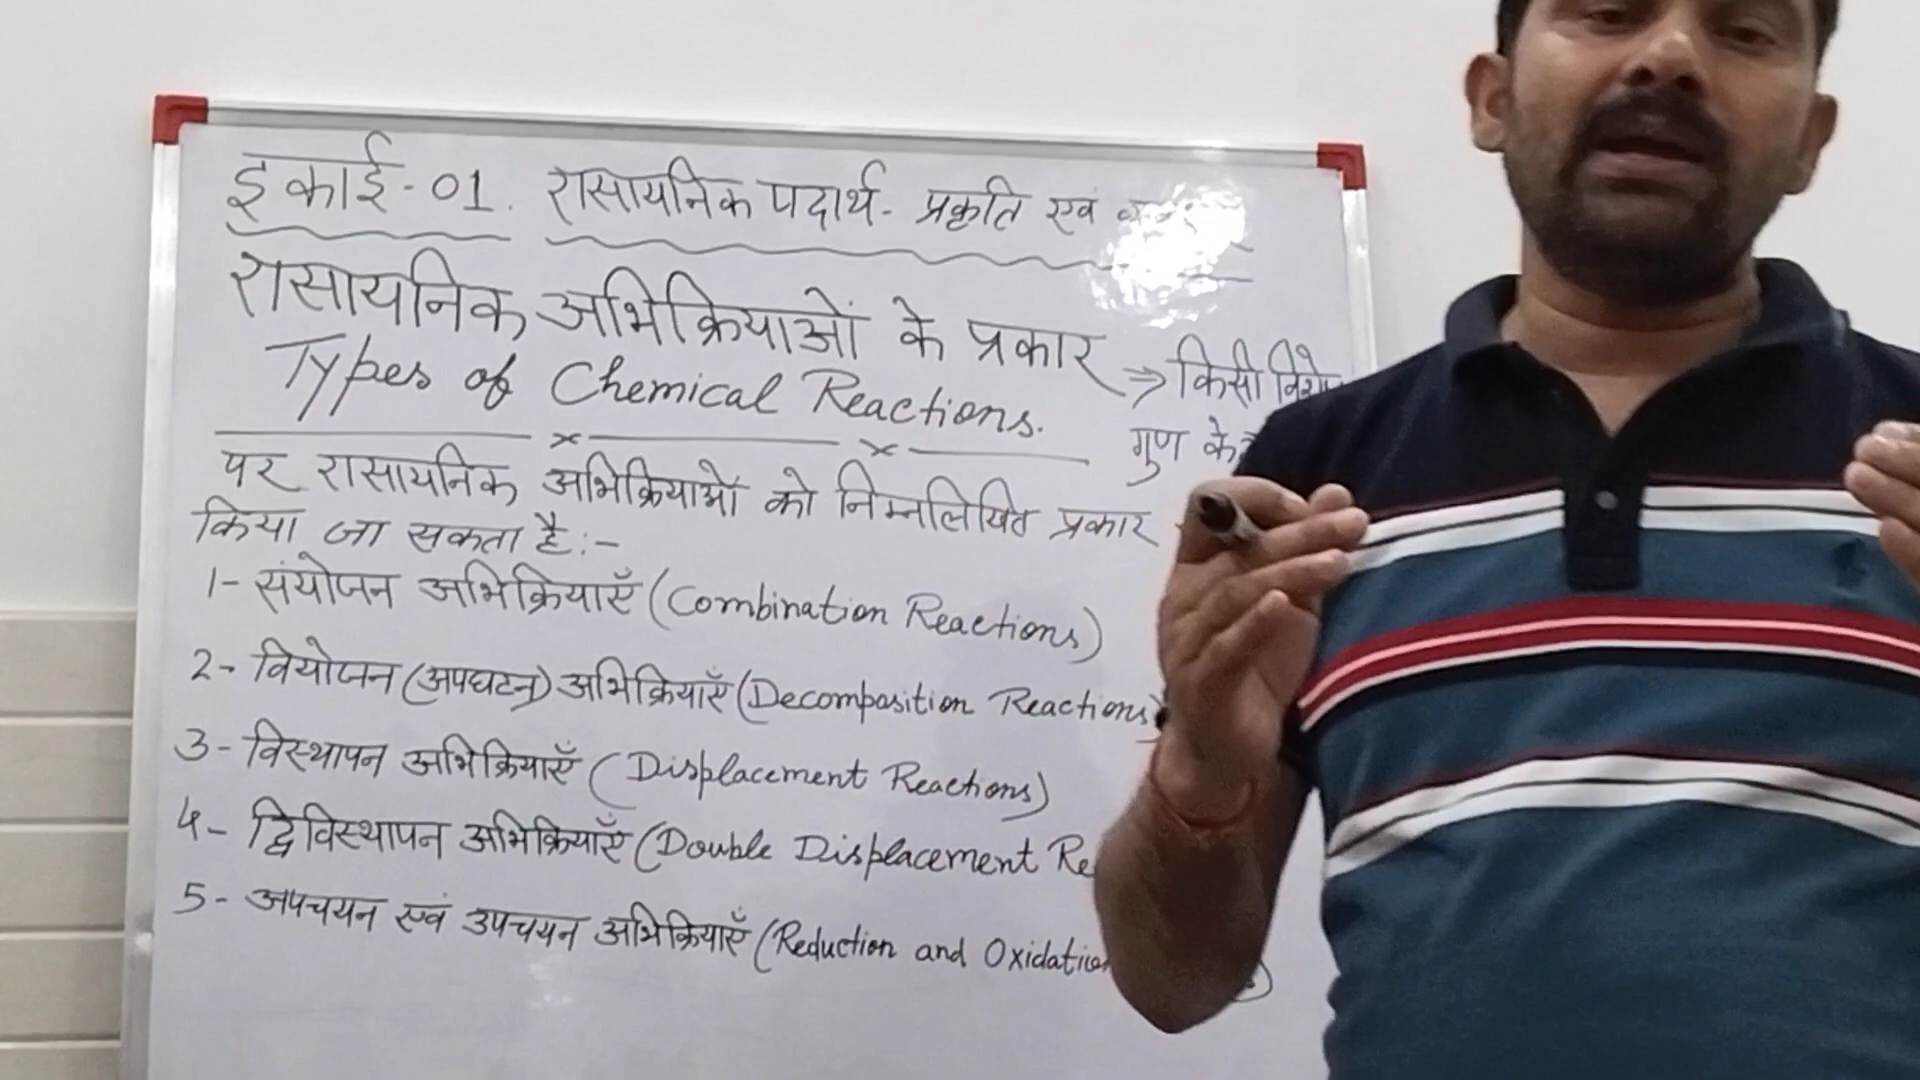 इकाई-01. रासायनिक पदार्थ- प्रकृति एवं
रासायनिक अभिक्रियाओं के प्रकार
Types of Chemical Reactions. ⇒ किसी
गुण के
पर रासायनिक अभिक्रियाओं को निम्नलिखित प्रकार
किया जा सकता है:-
1- संयोजन अभिक्रियाएँ (Combination Reactions)
2- वियोजन (अपघटन) अभिक्रियाएँ (Decomposition Reactions)
3- विस्थापन अभिक्रियाएँ (Displacement Reactions)
4- द्विविस्थापन अभिक्रियाएँ (Double Displacement Re
5- अपचयन एवं उपचयन अभिक्रियाएँ (Reduction and Oxidation